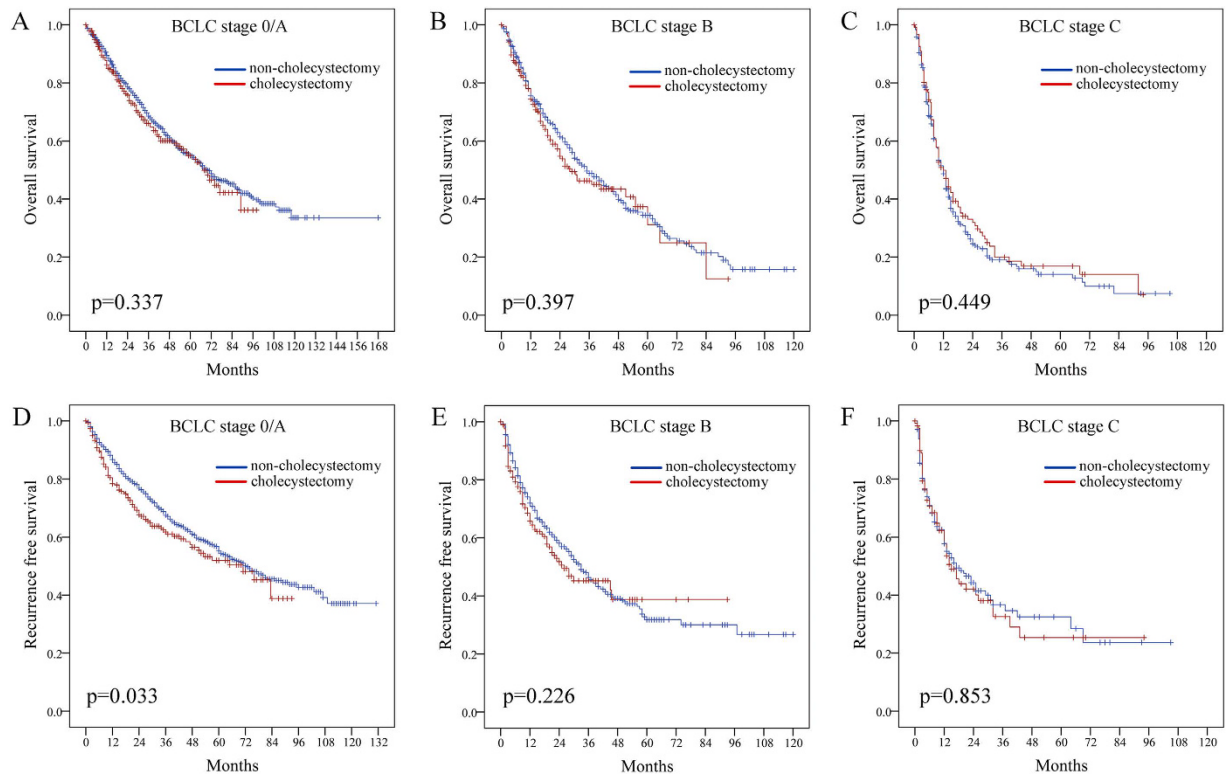 A
BCLC stage 0/A
non-cholecystectomy
cholecystectomy
Overall survival
1.0
0.8
0.6
0.4
0.2
0.0
p=0.337
0 12 24 36 48 60 72 84 96 108 120 132 144 156 168
Months
B
BCLC stage B
non-cholecystectomy
cholecystectomy
Overall survival
1.0
0.8
0.6
0.4
0.2
0.0
p=0.397
0 12 24 36 48 60 72 84 96 108 120
Months
C
BCLC stage C
non-cholecystectomy
cholecystectomy
Overall survival
1.0
0.8
0.6
0.4
0.2
0.0
p=0.449
0 12 24 36 48 60 72 84 96 108 120
Months
D
BCLC stage 0/A
non-cholecystectomy
cholecystectomy
Recurrence free survival
1.0
0.8
0.6
0.4
0.2
0.0
p=0.033
0 12 24 36 48 60 72 84 96 108 120 132
Months
E
BCLC stage B
non-cholecystectomy
cholecystectomy
Recurrence free survival
1.0
0.8
0.6
0.4
0.2
0.0
p=0.226
0 12 24 36 48 60 72 84 96 108 120
Months
F
BCLC stage C
non-cholecystectomy
cholecystectomy
Recurrence free survival
1.0
0.8
0.6
0.4
0.2
0.0
p=0.853
0 12 24 36 48 60 72 84 96 108 120
Months